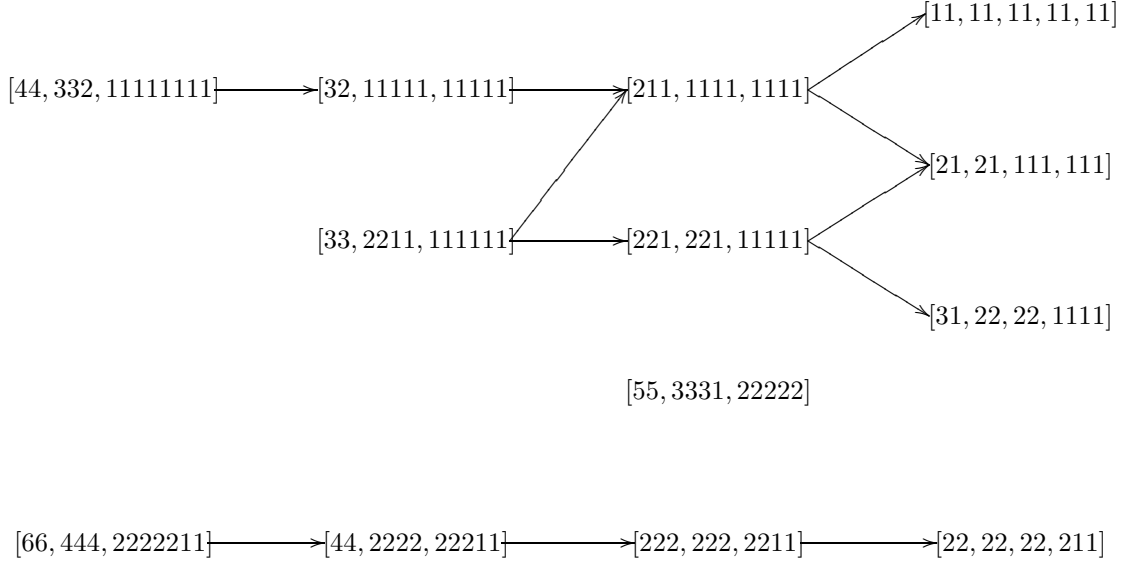 [11, 11, 11, 11, 11]
[44, 332, 11111111] [32, 11111, 11111] [211, 1111, 1111]
[21, 21, 111, 111]
[33, 2211, 111111] [221, 221, 11111]
[31, 22, 22, 1111]
[55, 3331, 22222]
[66, 444, 2222211] [44, 2222, 22211] [222, 222, 2211] [22, 22, 22, 211]